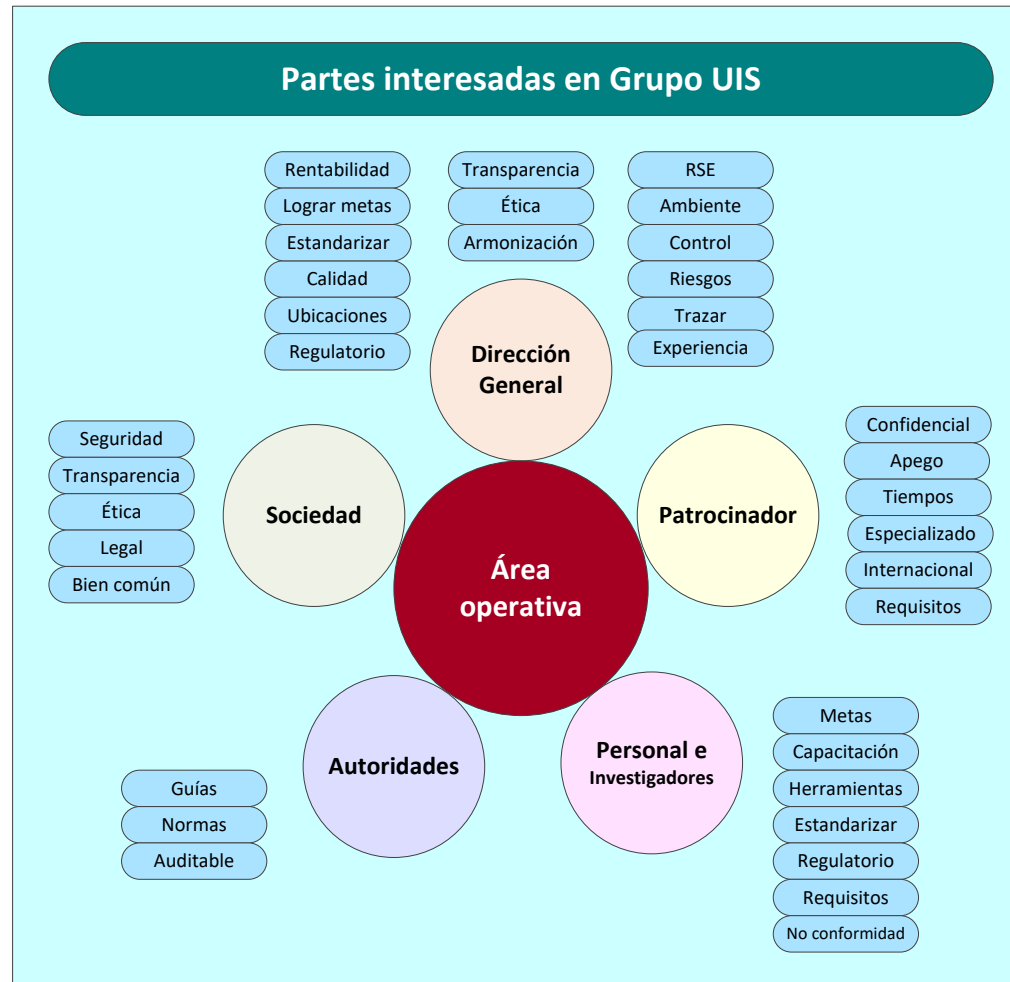 Partes interesadas en Grupo UIS
Rentabilidad
Lograr metas
Estandarizar
Calidad
Ubicaciones
Regulatorio
Transparencia
Ética
Armonización
RSE
Ambiente
Control
Riesgos
Trazar
Experiencia
Dirección
General
Seguridad
Transparencia
Ética
Legal
Bien común
Sociedad
Área
operativa
Patrocinador
Confidencial
Apego
Tiempos
Especializado
Internacional
Requisitos
Autoridades
Guías
Normas
Auditable
Personal e
Investigadores
Metas
Capacitación
Herramientas
Estandarizar
Regulatorio
Requisitos
No conformidad